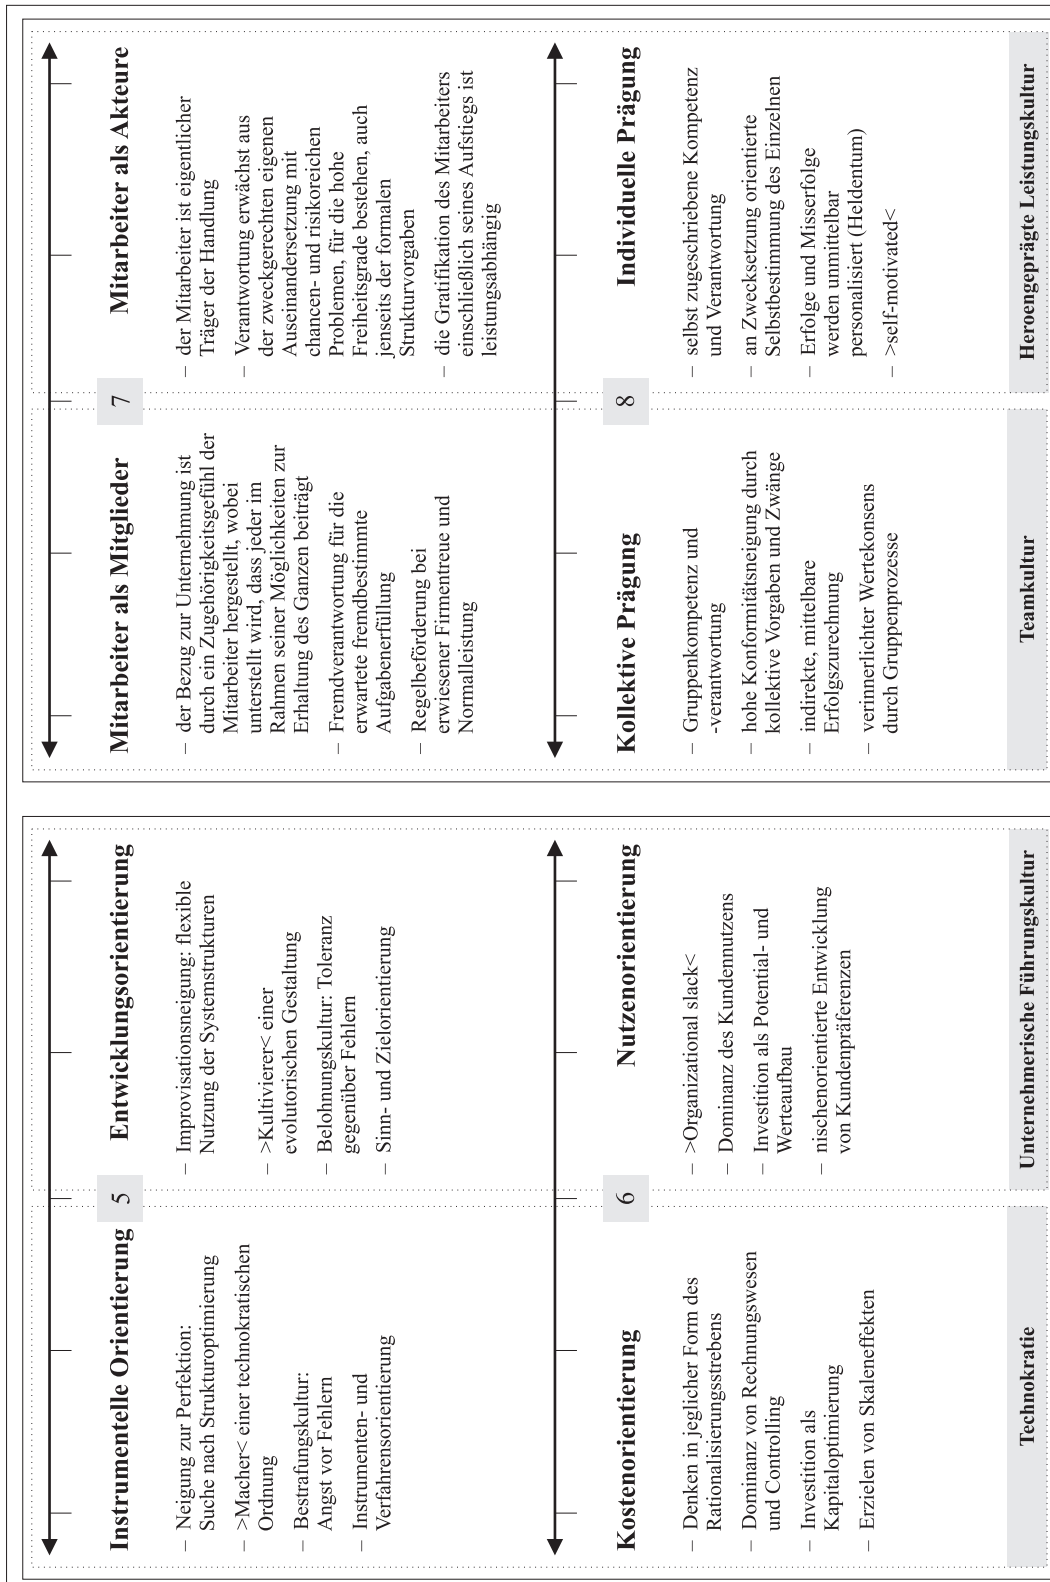 Instrumentelle Orientierung
5
Entwicklungsorientierung
– Neigung zur Perfektion:
Suche nach Strukturoptimierung
– >Macher< einer technokratischen
Ordnung
– Bestrafungskultur:
Angst vor Fehlern
– Instrumenten- und
Verfahrensorientierung
– Improvisationsneigung: flexible
Nutzung der Systemstrukturen
– >Kultivierer< einer
evolutorischen Gestaltung
– Belohnungskultur: Toleranz
gegenüber Fehlern
– Sinn- und Zielorientierung
Kostenorientierung
6
Nutzenorientierung
– Denken in jeglicher Form des
Rationalisierungsstrebens
– Dominanz von Rechnungswesen
und Controlling
– Investition als
Kapitaloptimierung
– Erzielen von Skaleneffekten
– >Organizational slack<
– Dominanz des Kundennutzens
– Investition als Potential- und
Werteaufbau
– nischenorientierte Entwicklung
von Kundenpräferenzen
Technokratie
Unternehmerische Führungskultur
Mitarbeiter als Mitglieder
7
Mitarbeiter als Akteure
– der Bezug zur Unternehmung ist
durch ein Zugehörigkeitsgefühl der
Mitarbeiter hergestellt, wobei
unterstellt wird, dass jeder im
Rahmen seiner Möglichkeiten zur
Erhaltung des Ganzen beiträgt
– Fremdverantwortung für die
erwartete fremdbestimmte
Aufgabenerfüllung
– Regelbeförderung bei
erwiesener Firmentreue und
Normalleistung
– der Mitarbeiter ist eigentlicher
Träger der Handlung
– Verantwortung erwächst aus
der zweckgerechten eigenen
Auseinandersetzung mit
chancen- und risikoreichen
Problemen, für die hohe
Freiheitsgrade bestehen, auch
jenseits der formalen
Strukturvorgaben
– die Gratifikation des Mitarbeiters
einschließlich seines Aufstiegs ist
leistungsabhängig
Kollektive Prägung
8
Individuelle Prägung
– Gruppenkompetenz und
-verantwortung
– hohe Konformitätsneigung durch
kollektive Vorgaben und Zwänge
– indirekte, mittelbare
Erfolgszurechnung
– verinnerlichter Wertekonsens
durch Gruppenprozesse
– selbst zugeschriebene Kompetenz
und Verantwortung
– an Zwecksetzung orientierte
Selbstbestimmung des Einzelnen
– Erfolge und Misserfolge
werden unmittelbar
personalisiert (Heldentum)
– >self-motivated<
Teamkultur
Heroengeprägte Leistungskultur